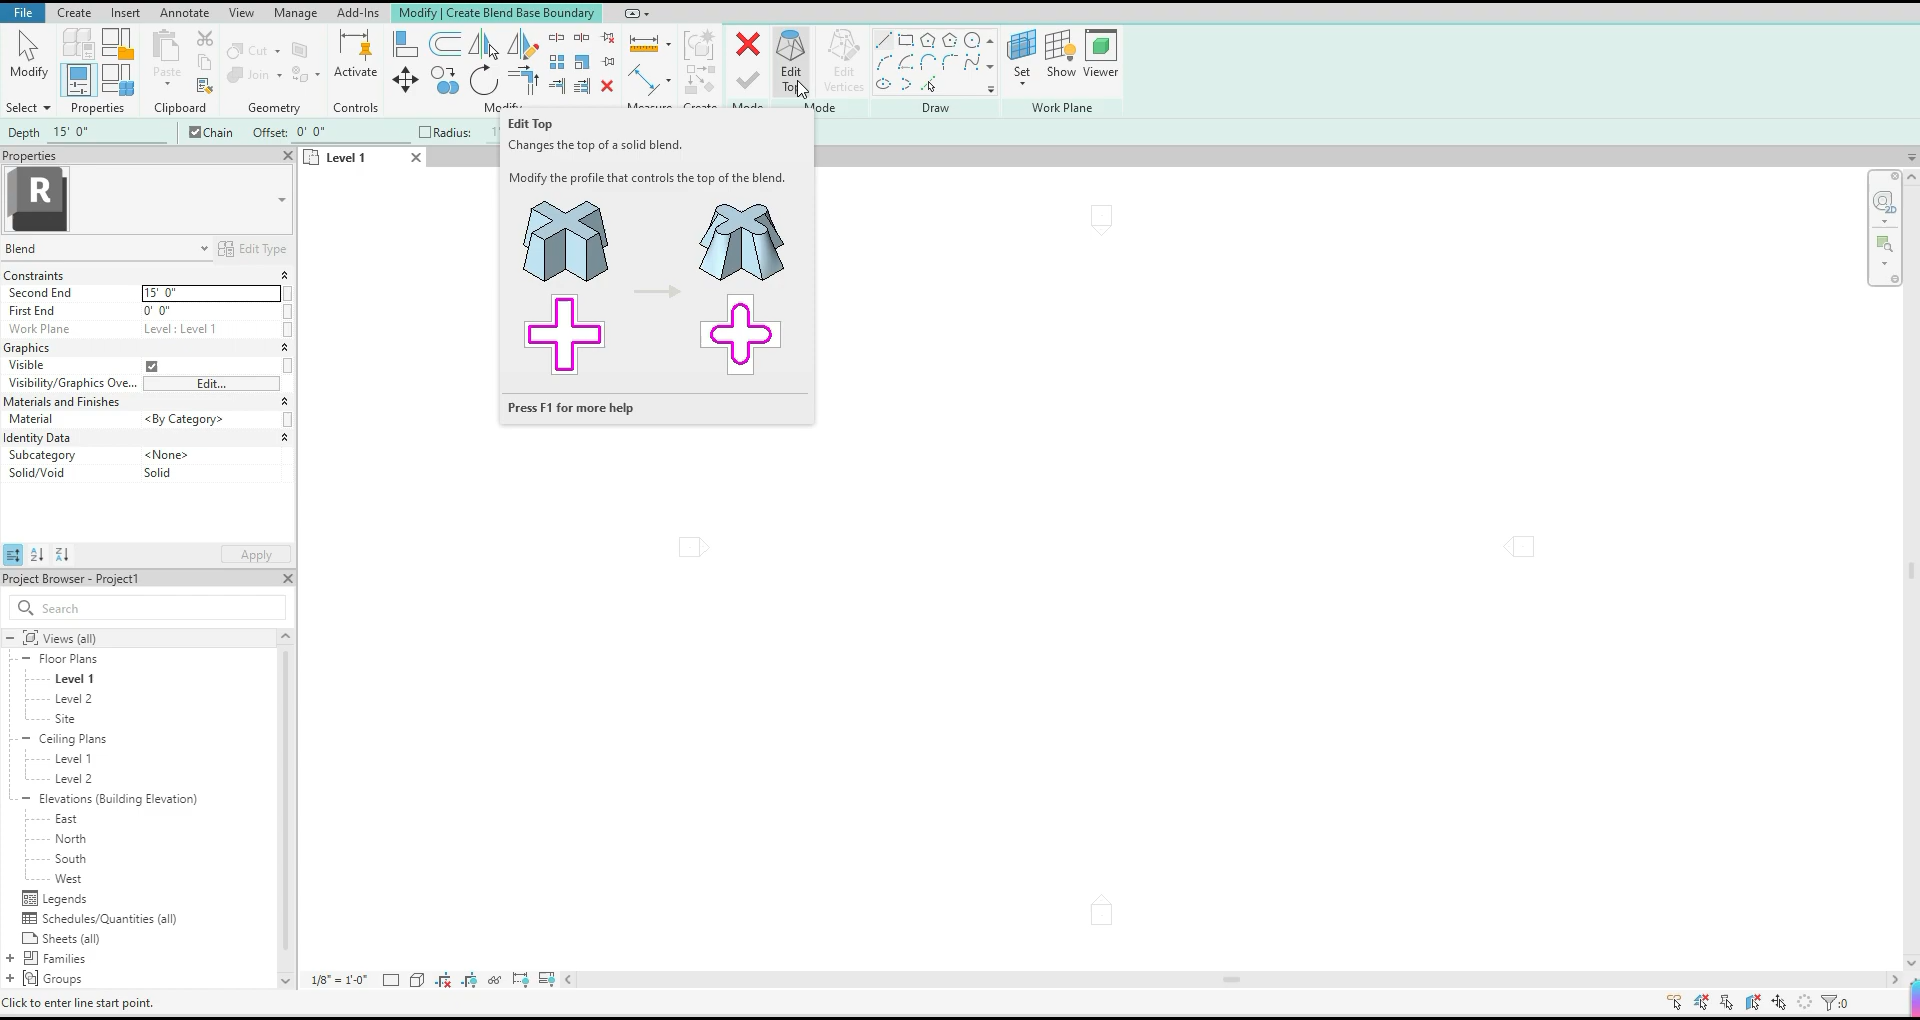 File Create Insert Annotate View Manage Add-Ins Modify | Create Blend Base Boundary
Modify
Paste
Cut
Join
Activate
Edit
Top
Edit
Vertices
Set Show Viewer
Select Properties Clipboard Geometry Controls Modify Measure Create Mode Mode Draw Work Plane
Depth 15' 0" Chain Offset: 0' 0" Radius:
Properties
Level 1
R
Blend Edit Type
Constraints
Second End 15' 0"
First End 0' 0"
Work Plane Level : Level 1
Graphics
Visible
Visibility/Graphics Ove... Edit...
Materials and Finishes
Material <By Category>
Identity Data
Subcategory <None>
Solid/Void Solid
Apply
Edit Top
Changes the top of a solid blend.
Modify the profile that controls the top of the blend.
Press F1 for more help
2D
Project Browser - Project1
Search
Views (all)
Floor Plans
Level 1
Level 2
Site
Ceiling Plans
Level 1
Level 2
Elevations (Building Elevation)
East
North
South
West
Legends
Schedules/Quantities (all)
Sheets (all)
Families
Groups
1/8" = 1'-0"
Click to enter line start point.
:0